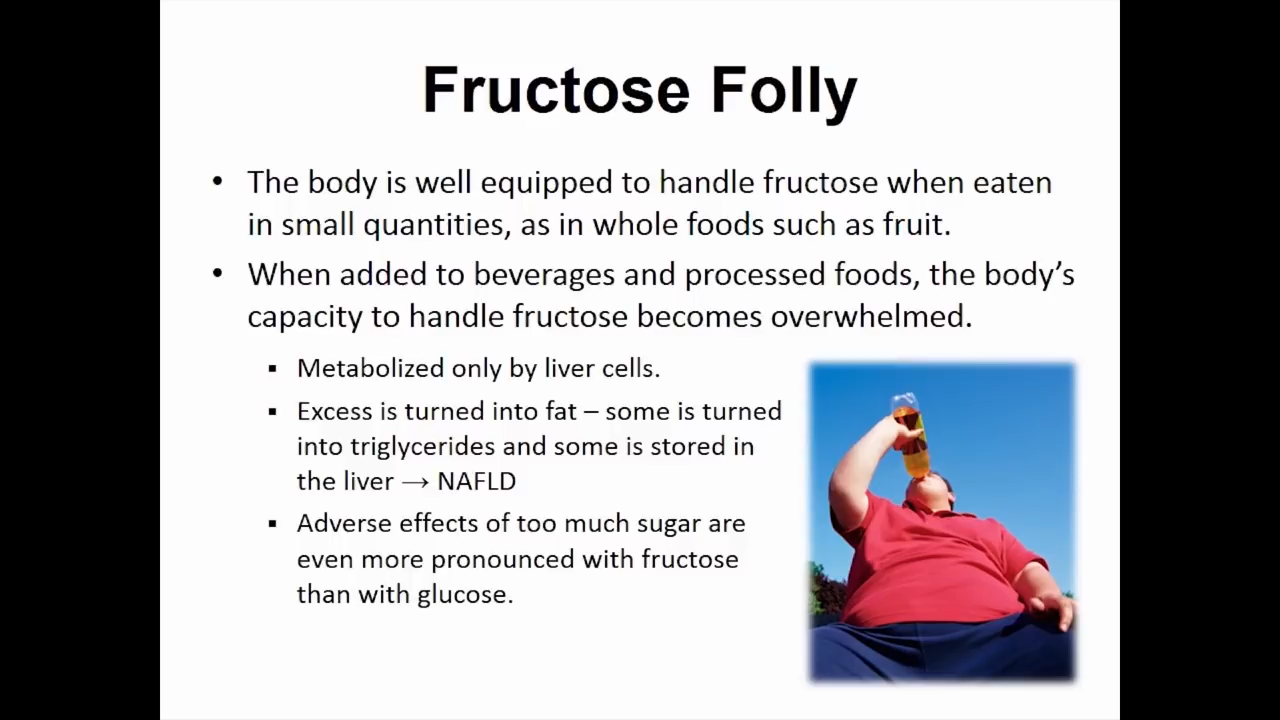 Fructose Folly
• The body is well equipped to handle fructose when eaten
in small quantities, as in whole foods such as fruit.
• When added to beverages and processed foods, the body’s
capacity to handle fructose becomes overwhelmed.
▪ Metabolized only by liver cells.
▪ Excess is turned into fat – some is turned
into triglycerides and some is stored in
the liver → NAFLD
▪ Adverse effects of too much sugar are
even more pronounced with fructose
than with glucose.